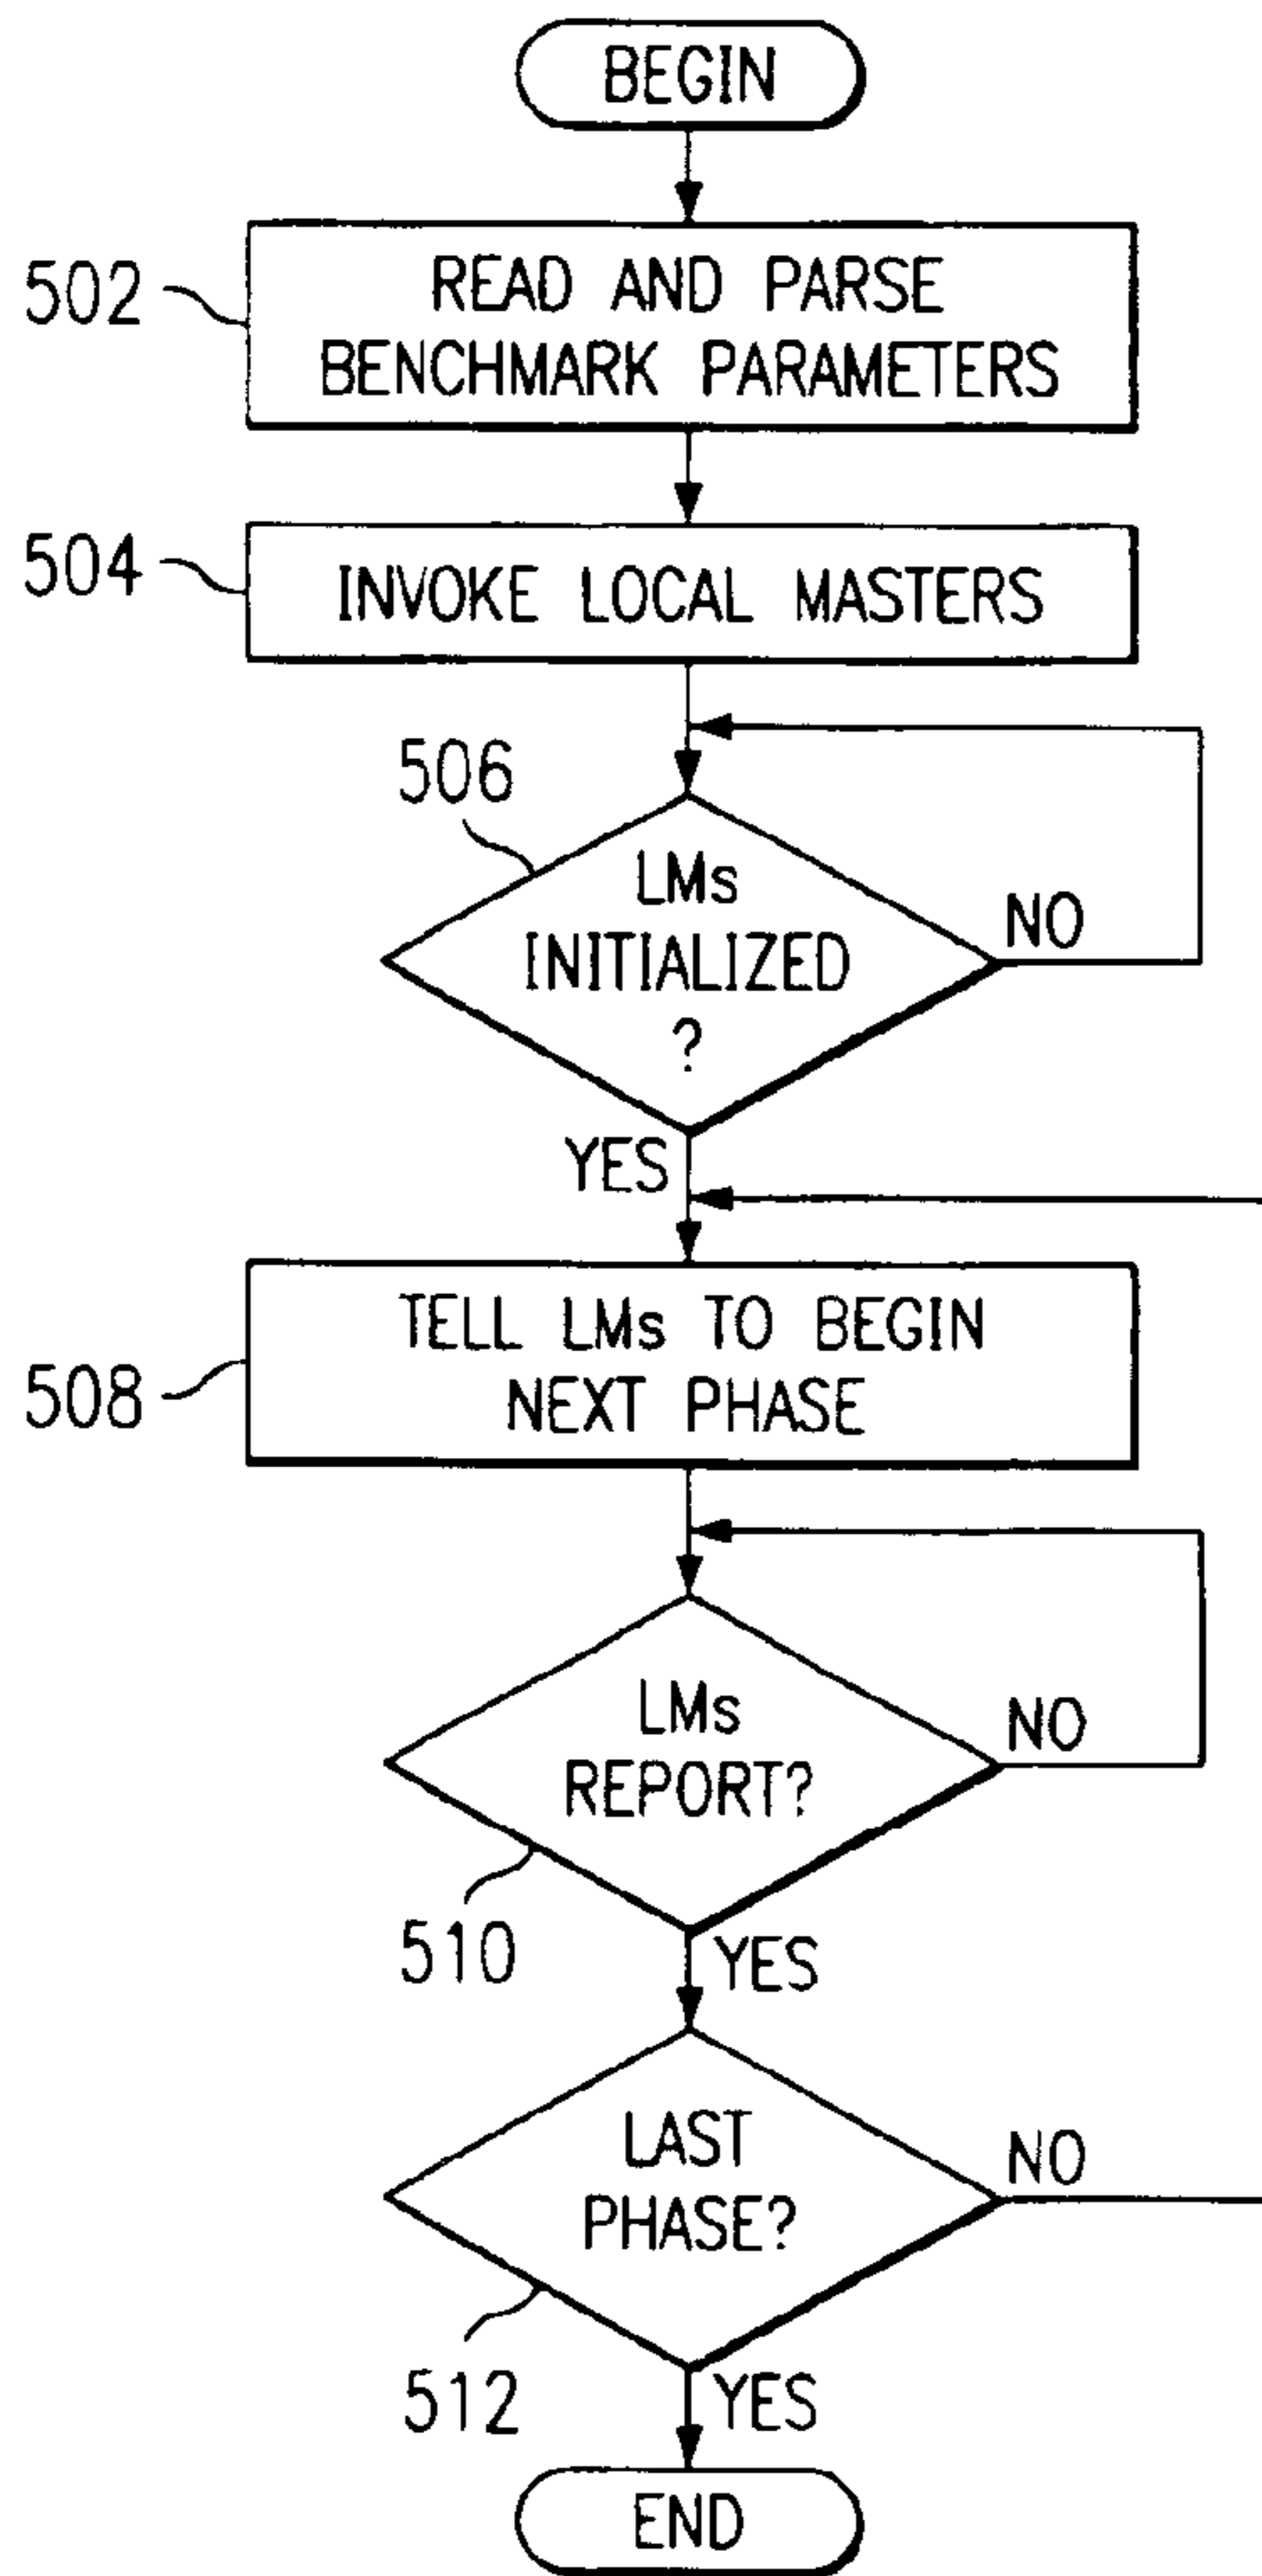 BEGIN
502
READ AND PARSE
BENCHMARK PARAMETERS
504
INVOKE LOCAL MASTERS
506
LMs
INITIALIZED
?
NO
YES
TELL LMs TO BEGIN
NEXT PHASE
508
LMs
REPORT?
NO
510
YES
LAST
PHASE?
NO
512
YES
END